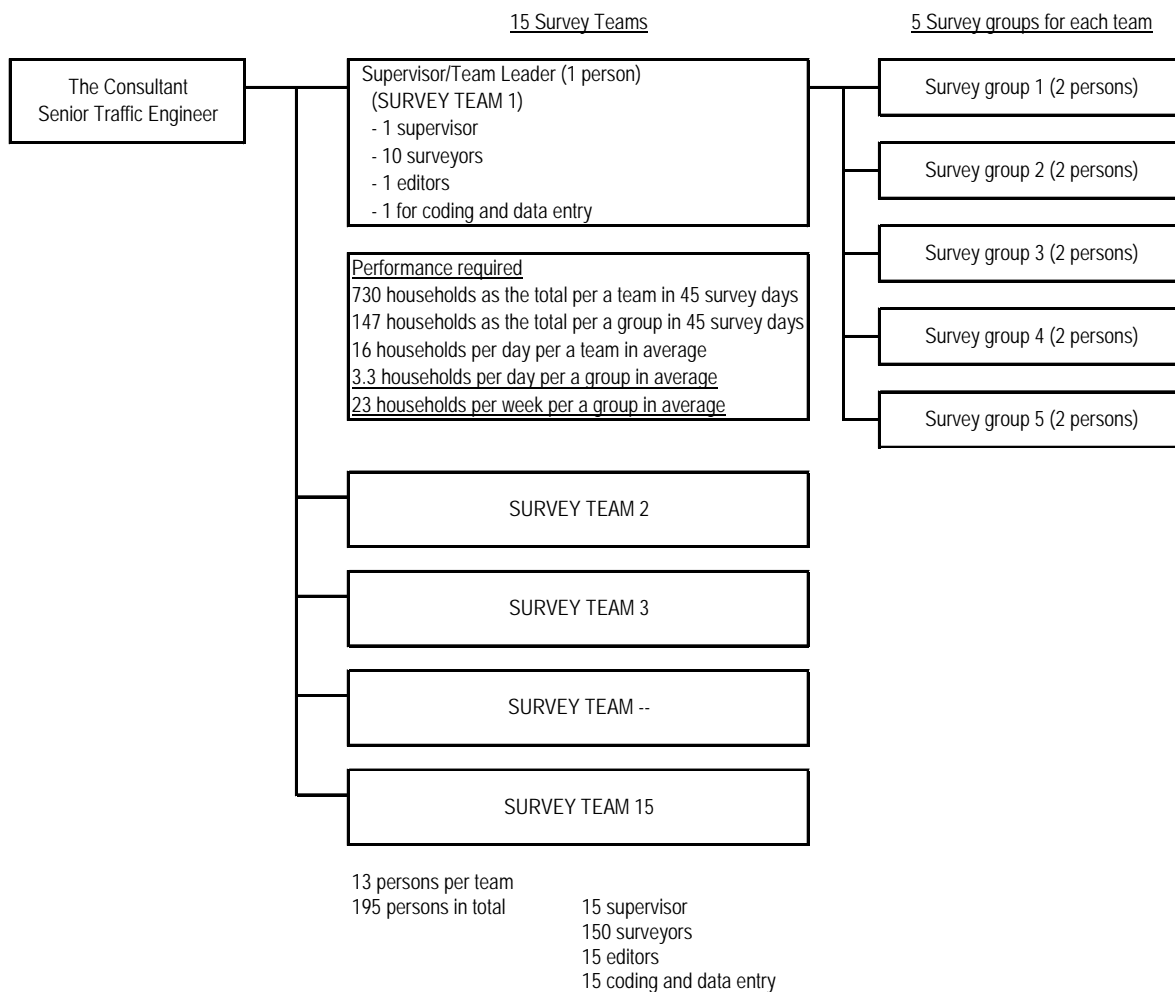 15 Survey Teams
5 Survey groups for each team
The Consultant
Senior Traffic Engineer
Supervisor/Team Leader (1 person)
(SURVEY TEAM 1)
- 1 supervisor
- 10 surveyors
- 1 editors
- 1 for coding and data entry
Survey group 1 (2 persons)
Survey group 2 (2 persons)
Survey group 3 (2 persons)
Survey group 4 (2 persons)
Survey group 5 (2 persons)
Performance required
730 households as the total per a team in 45 survey days
147 households as the total per a group in 45 survey days
16 households per day per a team in average
3.3 households per day per a group in average
23 households per week per a group in average
SURVEY TEAM 2
SURVEY TEAM 3
SURVEY TEAM --
SURVEY TEAM 15
13 persons per team
195 persons in total
15 supervisor
150 surveyors
15 editors
15 coding and data entry